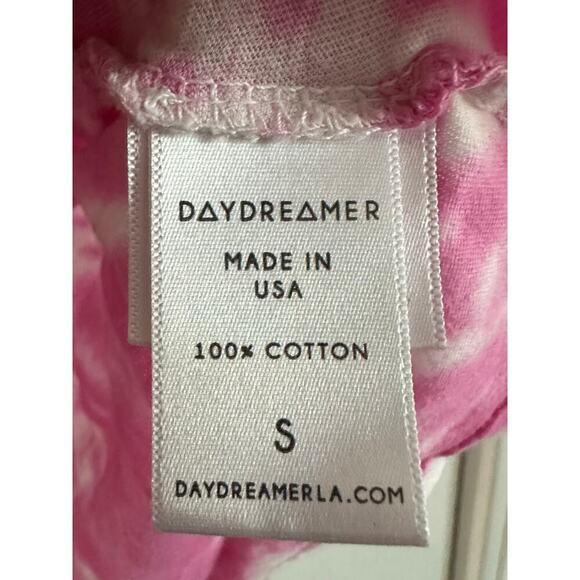 DAYDREAMER
MADE IN
USA
100% COTTON
S
DAYDREAMERLA.COM